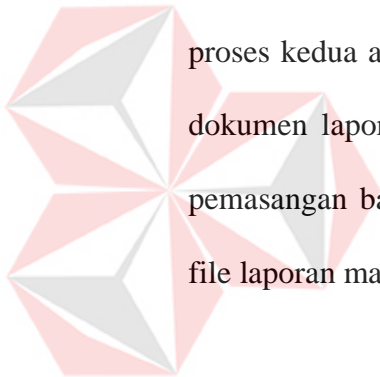 proses kedua a
dokumen lapor
pemasangan ba
file laporan ma